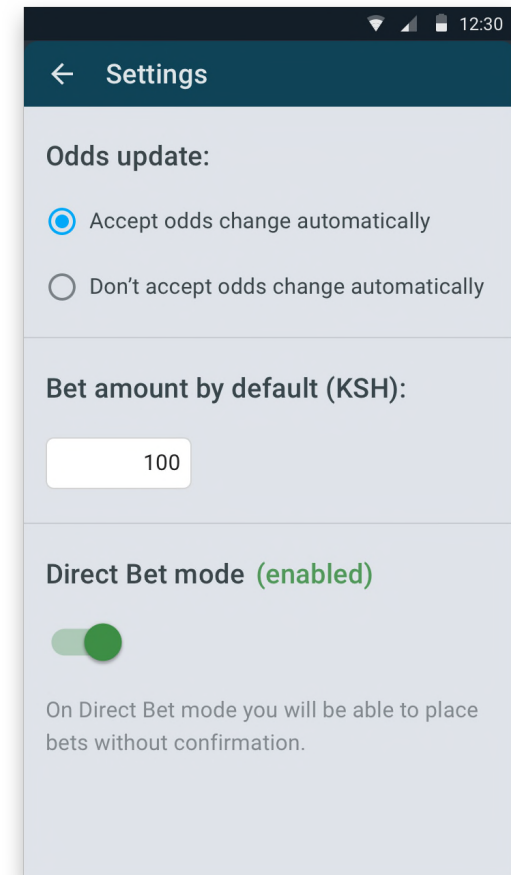 12:30
Settings
Odds update:
Accept odds change automatically
Don’t accept odds change automatically
Bet amount by default (KSH):
100
Direct Bet mode (enabled)
On Direct Bet mode you will be able to place
bets without confirmation.